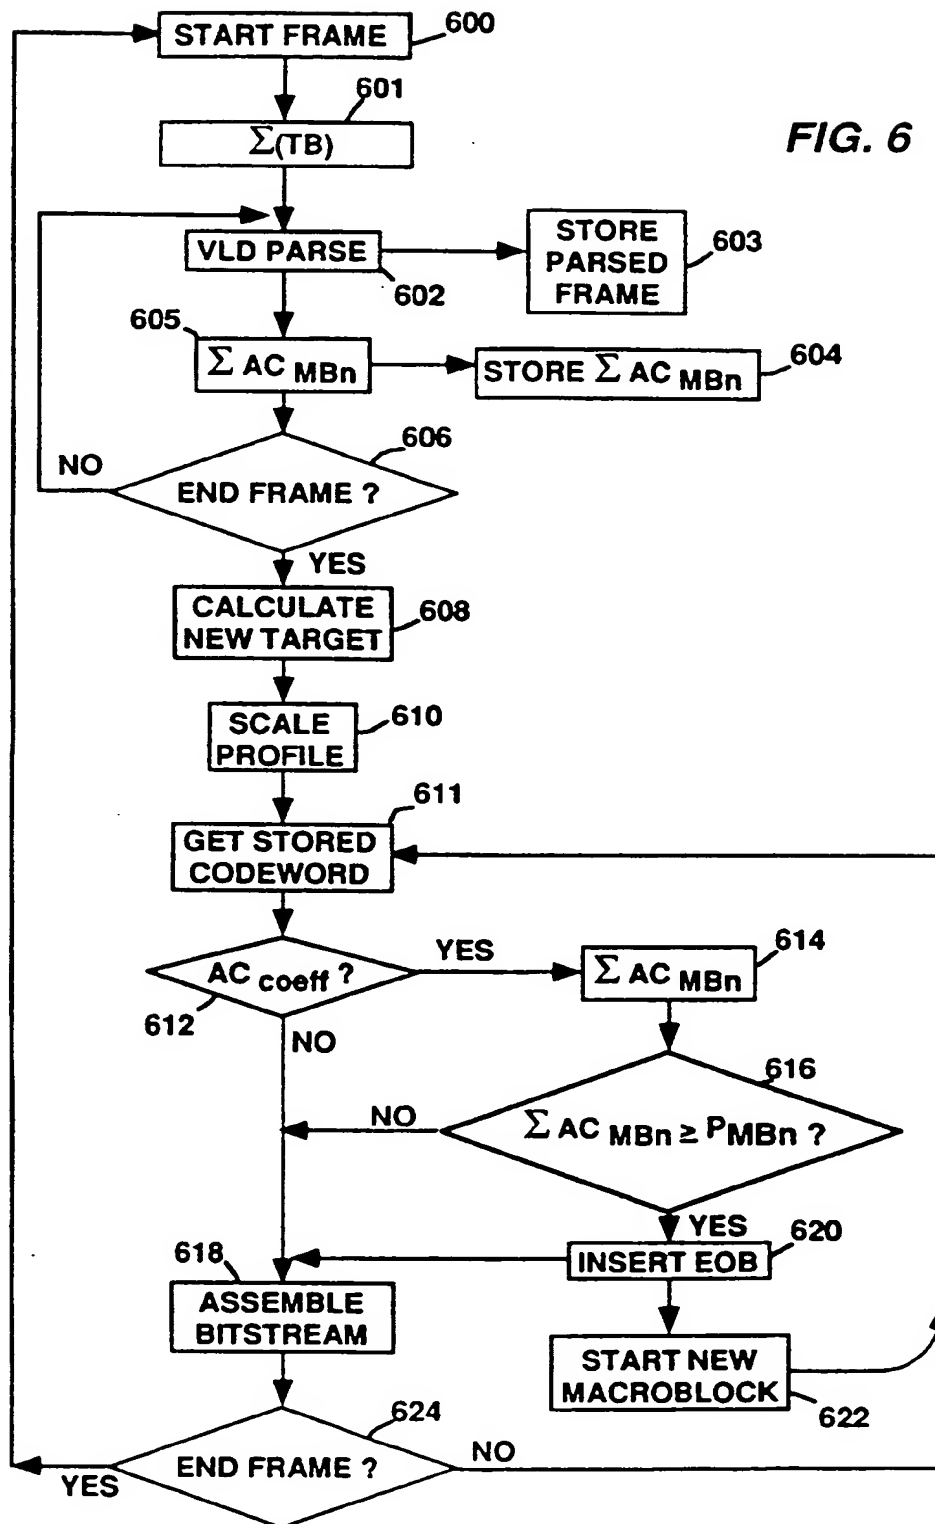 START FRAME
600
601
Σ(TB)
FIG. 6
VLD PARSE
602
STORE
PARSED
FRAME
603
605
Σ AC MBn
STORE Σ AC MBn
604
606
NO
END FRAME ?
YES
CALCULATE
NEW TARGET
608
SCALE
PROFILE
610
611
GET STORED
CODEWORD
AC coeff ?
612
YES
614
Σ AC MBn
NO
616
Σ AC MBn ≥ PMBn ?
NO
YES
620
INSERT EOB
618
ASSEMBLE
BITSTREAM
START NEW
MACROBLOCK
622
624
END FRAME ?
NO
YES